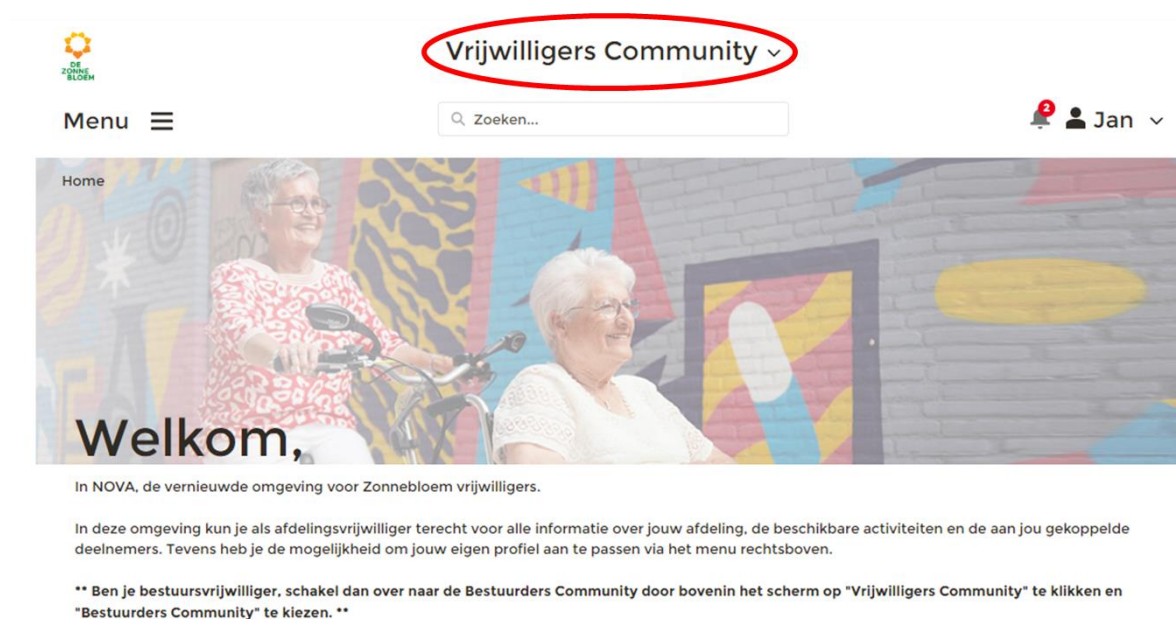 DE
ZONNE
BLOEM
Vrijwilligers Community
Menu
Zoeken...
2
Jan
Home
Welkom,
In NOVA, de vernieuwde omgeving voor Zonnebloem vrijwilligers.
In deze omgeving kun je als afdelingsvrijwilliger terecht voor alle informatie over jouw afdeling, de beschikbare activiteiten en de aan jou gekoppelde
deelnemers. Tevens heb je de mogelijkheid om jouw eigen profiel aan te passen via het menu rechtsboven.
** Ben je bestuursvrijwilliger, schakel dan over naar de Bestuurders Community door bovenin het scherm op "Vrijwilligers Community" te klikken en
"Bestuurders Community" te kiezen. **